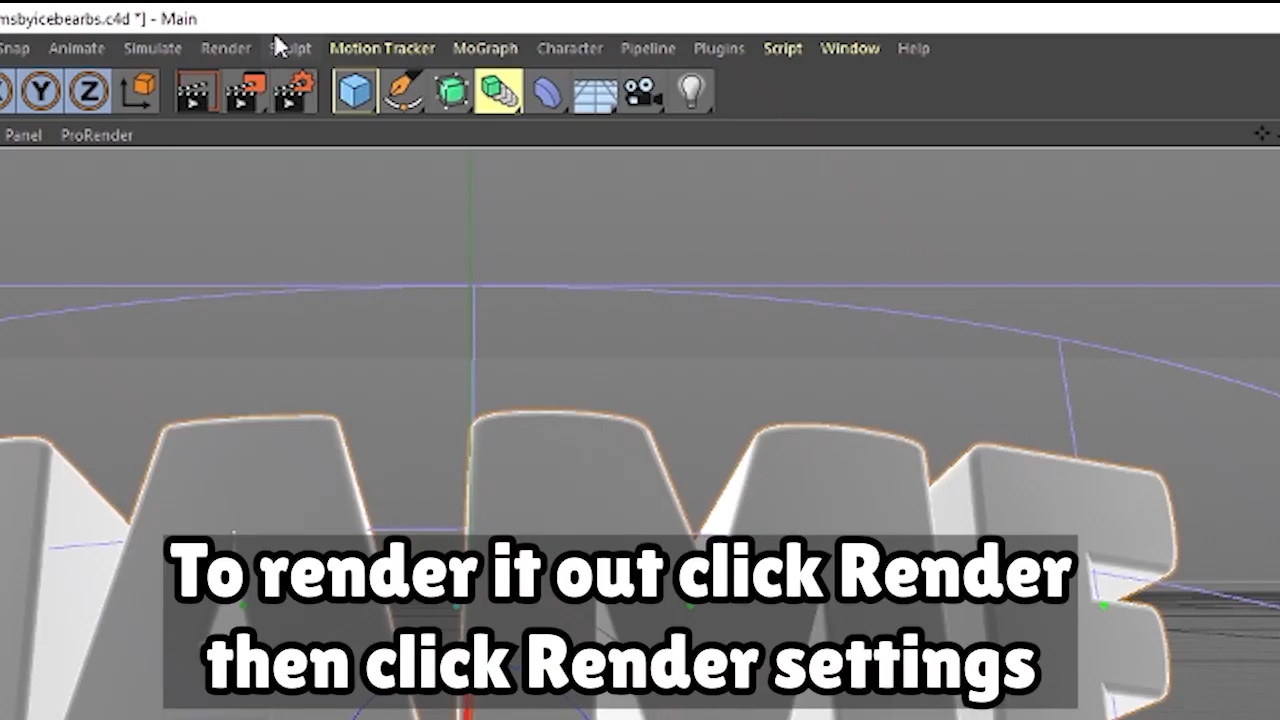 msbyicebearbs.c4d *] - Main
Snap Animate Simulate Render Sculpt Motion Tracker MoGraph Character Pipeline Plugins Script Window Help
Y Z
Panel ProRender
To render it out click Render
then click Render settings